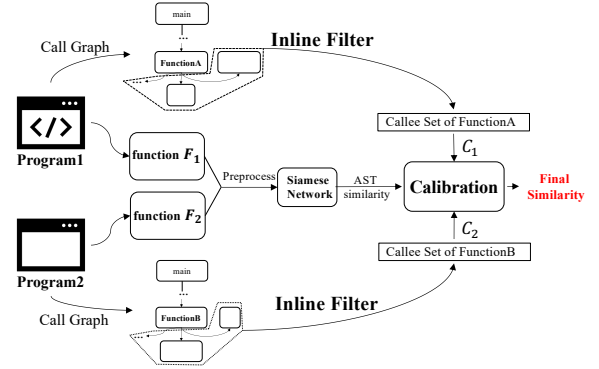 main
...
Call Graph
Inline Filter
FunctionA
...
</>
Callee Set of FunctionA
Program1
function F1
C1
Preprocess
Siamese
Network
AST
similarity
Calibration
Final
Similarity
function F2
C2
Callee Set of FunctionB
Program2
main
...
Inline Filter
Call Graph
FunctionB
...